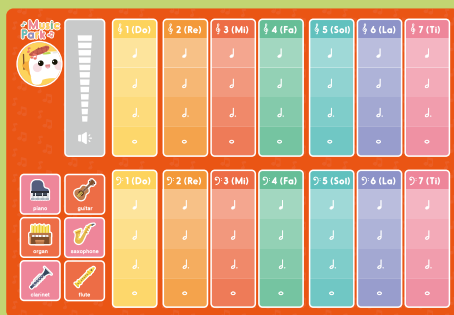 Music
Park
1 (Do) 2 (Re) 3 (Mi) 4 (Fa) 5 (Sol) 6 (La) 7 (Ti)
1 (Do) 2 (Re) 3 (Mi) 4 (Fa) 5 (Sol) 6 (La) 7 (Ti)
piano guitar
organ saxophone
clarinet flute